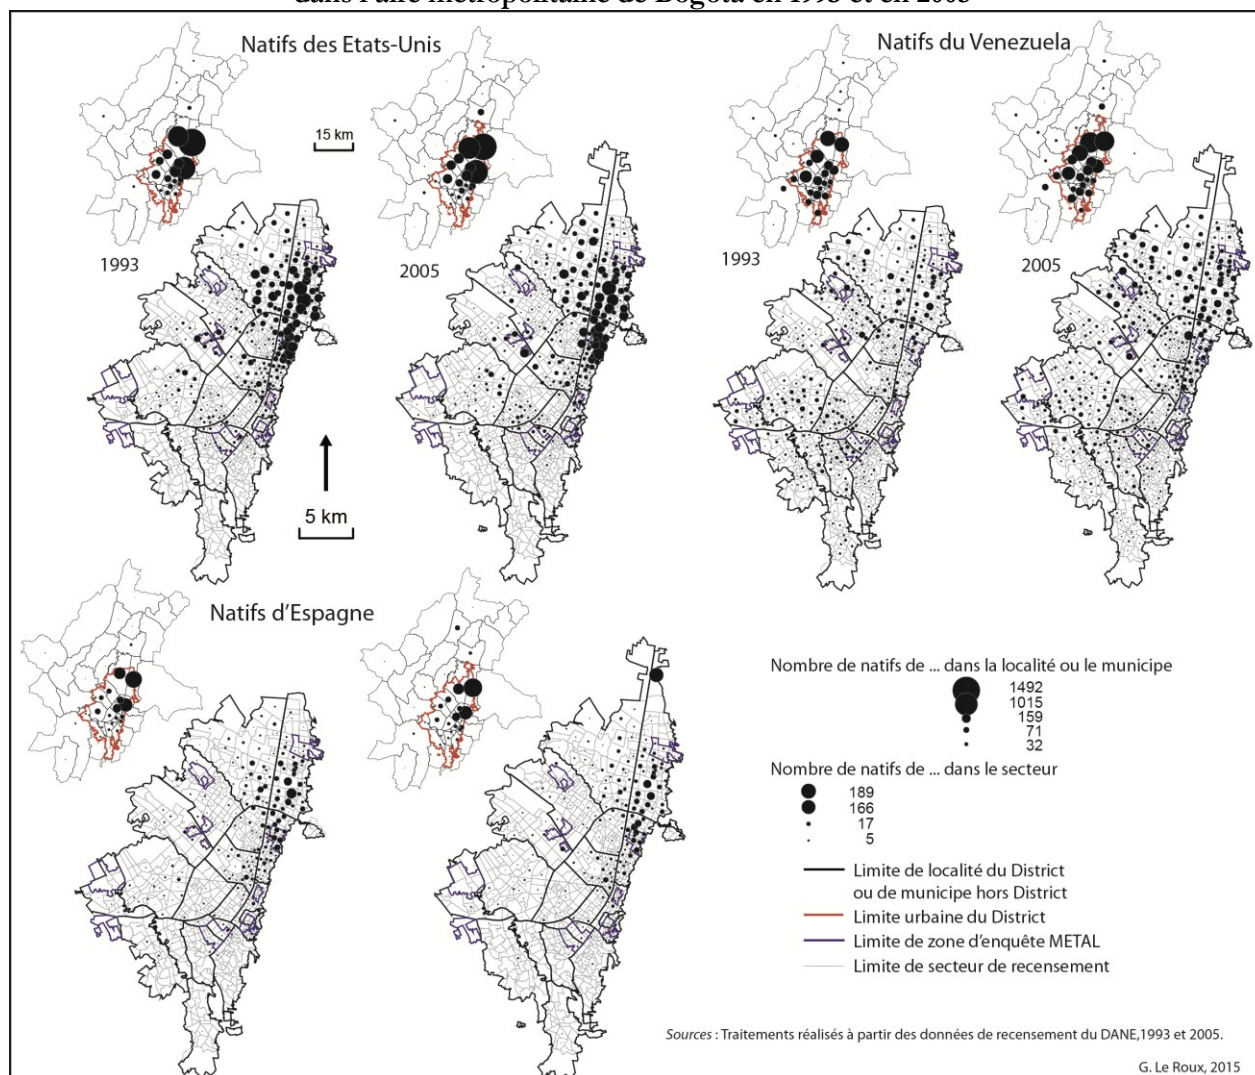 dans l'aire métropolitaine de Bogotá en 1993 et en 2005
Natifs des Etats-Unis
Natifs du Venezuela
15 km
1993
2005
1993
2005
5 km
Natifs d'Espagne
Nombre de natifs de ... dans la localité ou le municipe
1492
1015
159
71
32
Nombre de natifs de ... dans le secteur
189
166
17
5
Limite de localité du District
ou de municipe hors District
Limite urbaine du District
Limite de zone d'enquête METAL
Limite de secteur de recensement
Sources : Traitements réalisés à partir des données de recensement du DANE,1993 et 2005.
G. Le Roux, 2015